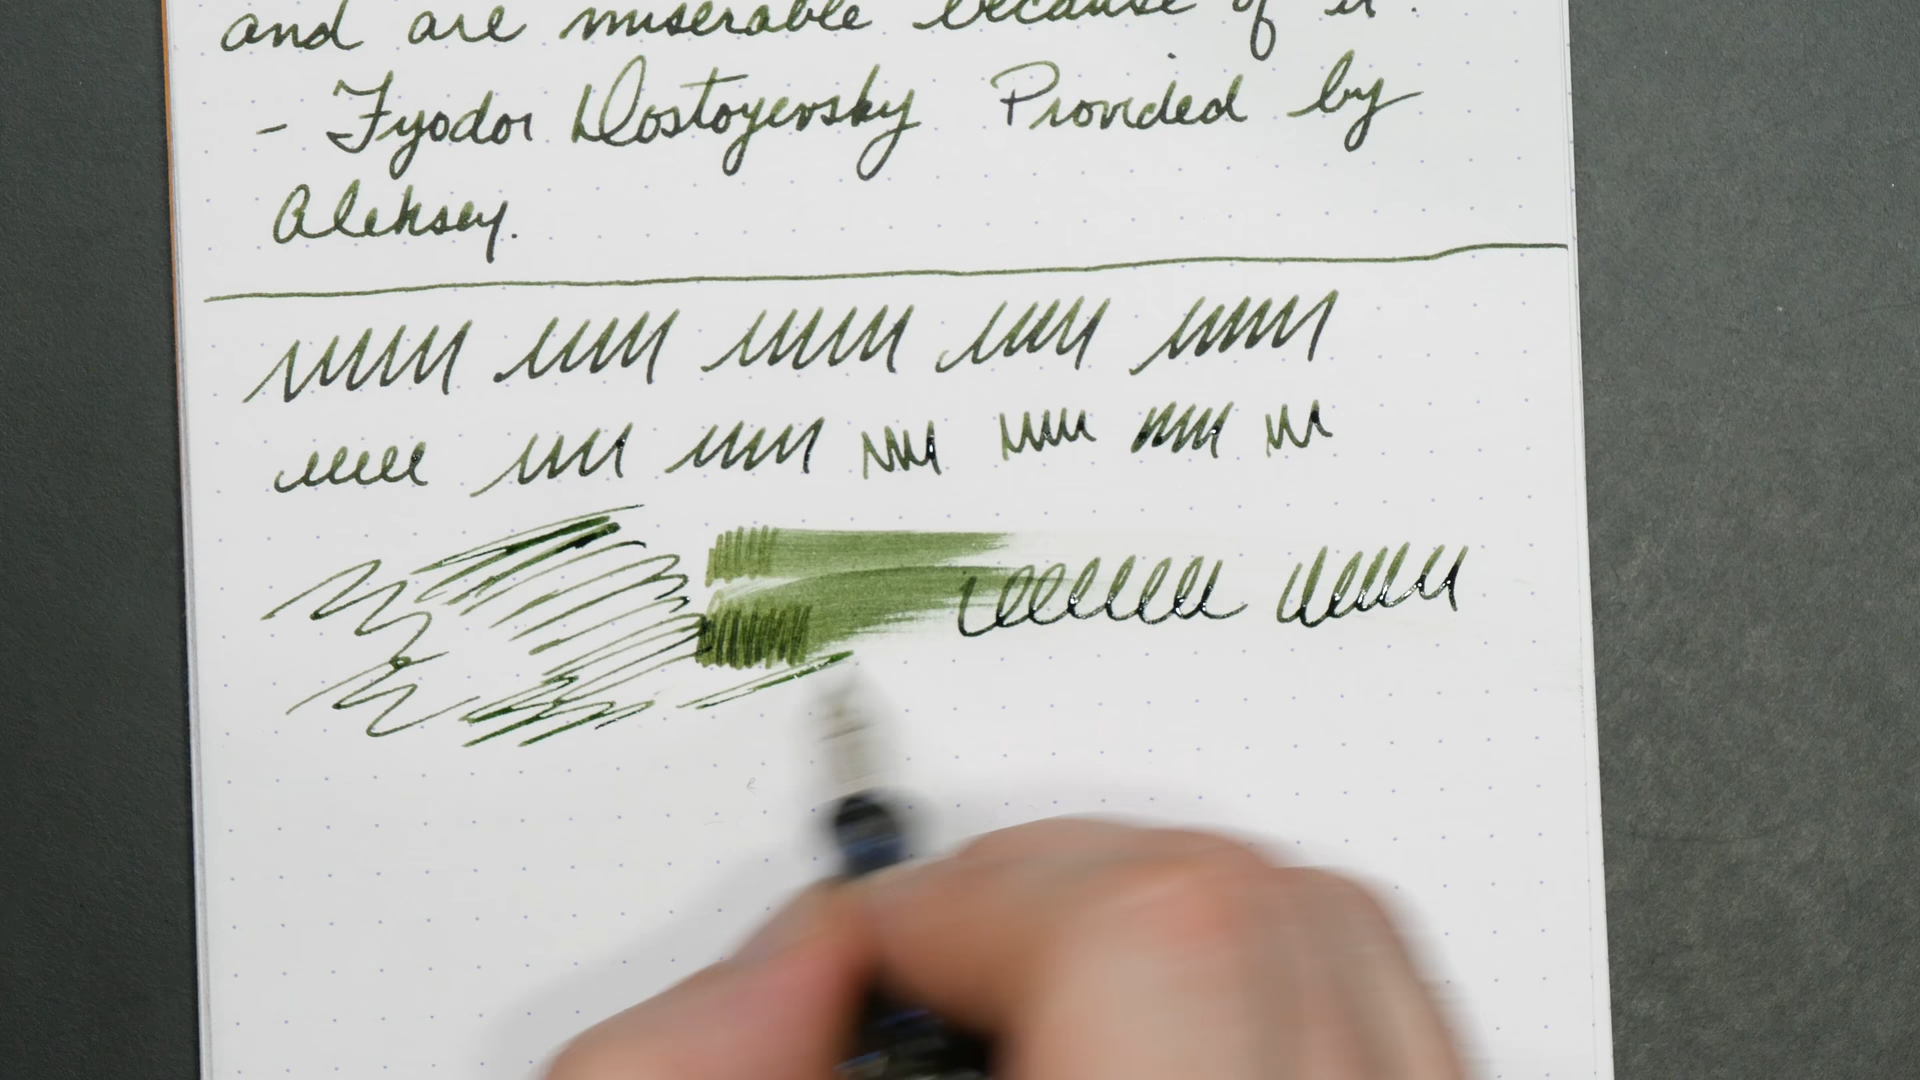 and are miserable because of it.
- Fyodor Dostoyevsky Provided by
Aleksey.